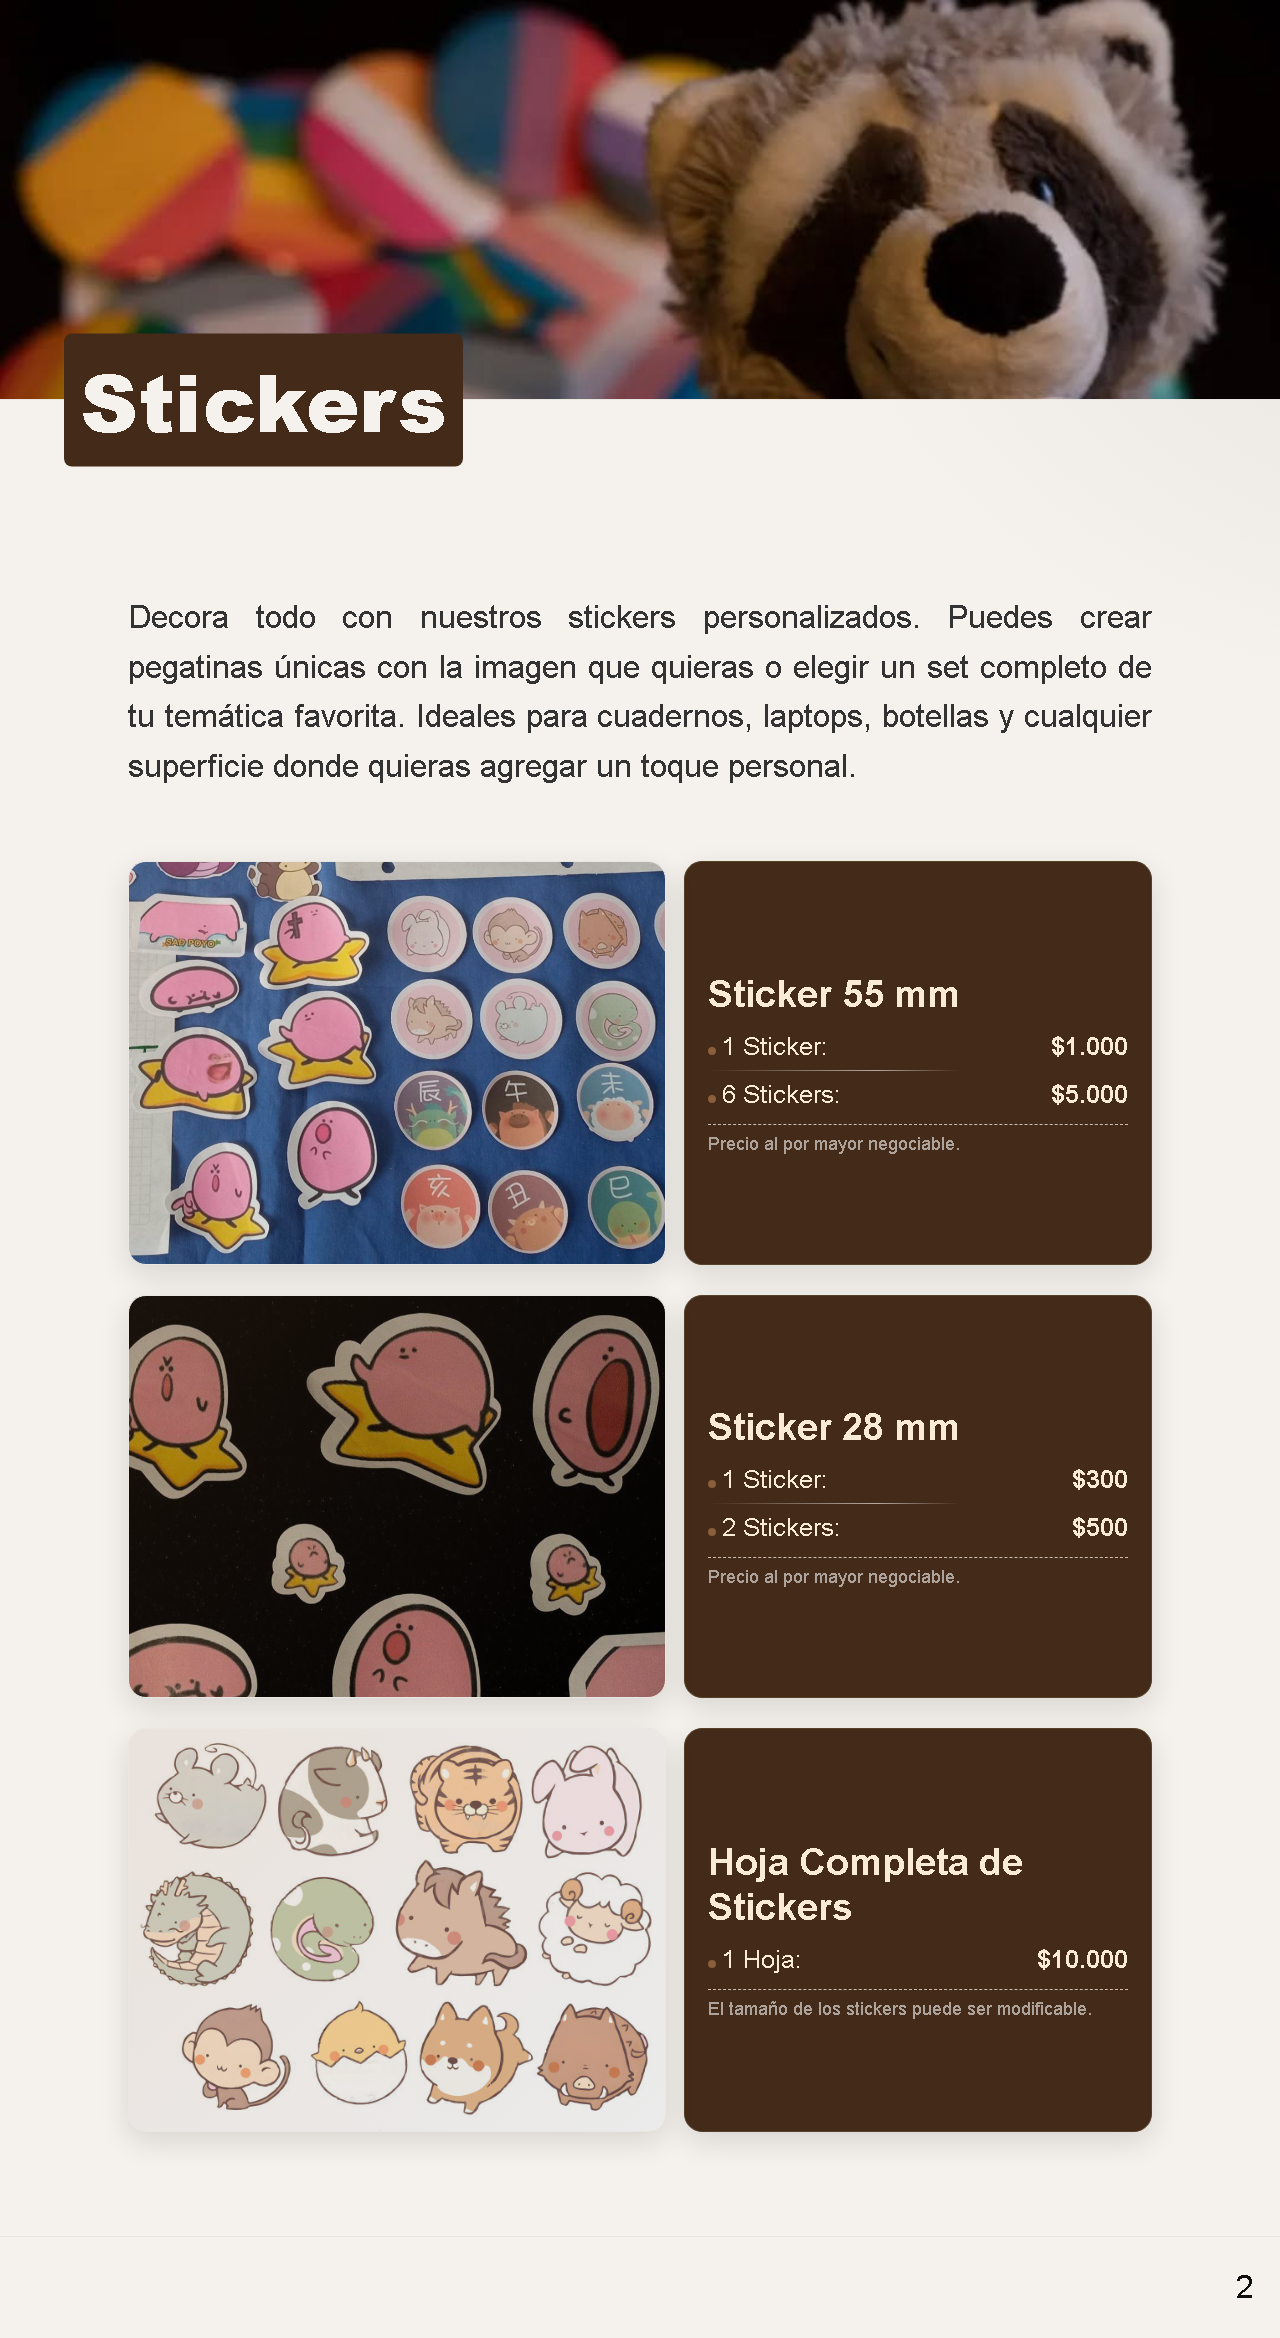 Stickers
Decora todo con nuestros stickers personalizados. Puedes crear
pegatinas únicas con la imagen que quieras o elegir un set completo de
tu temática favorita. Ideales para cuadernos, laptops, botellas y cualquier
superficie donde quieras agregar un toque personal.
SAD POYO
辰
午
未
亥
丑
巳
Sticker 55 mm
1 Sticker: $1.000
6 Stickers: $5.000
Precio al por mayor negociable.
Sticker 28 mm
1 Sticker: $300
2 Stickers: $500
Precio al por mayor negociable.
Hoja Completa de
Stickers
1 Hoja: $10.000
El tamaño de los stickers puede ser modificable.
2